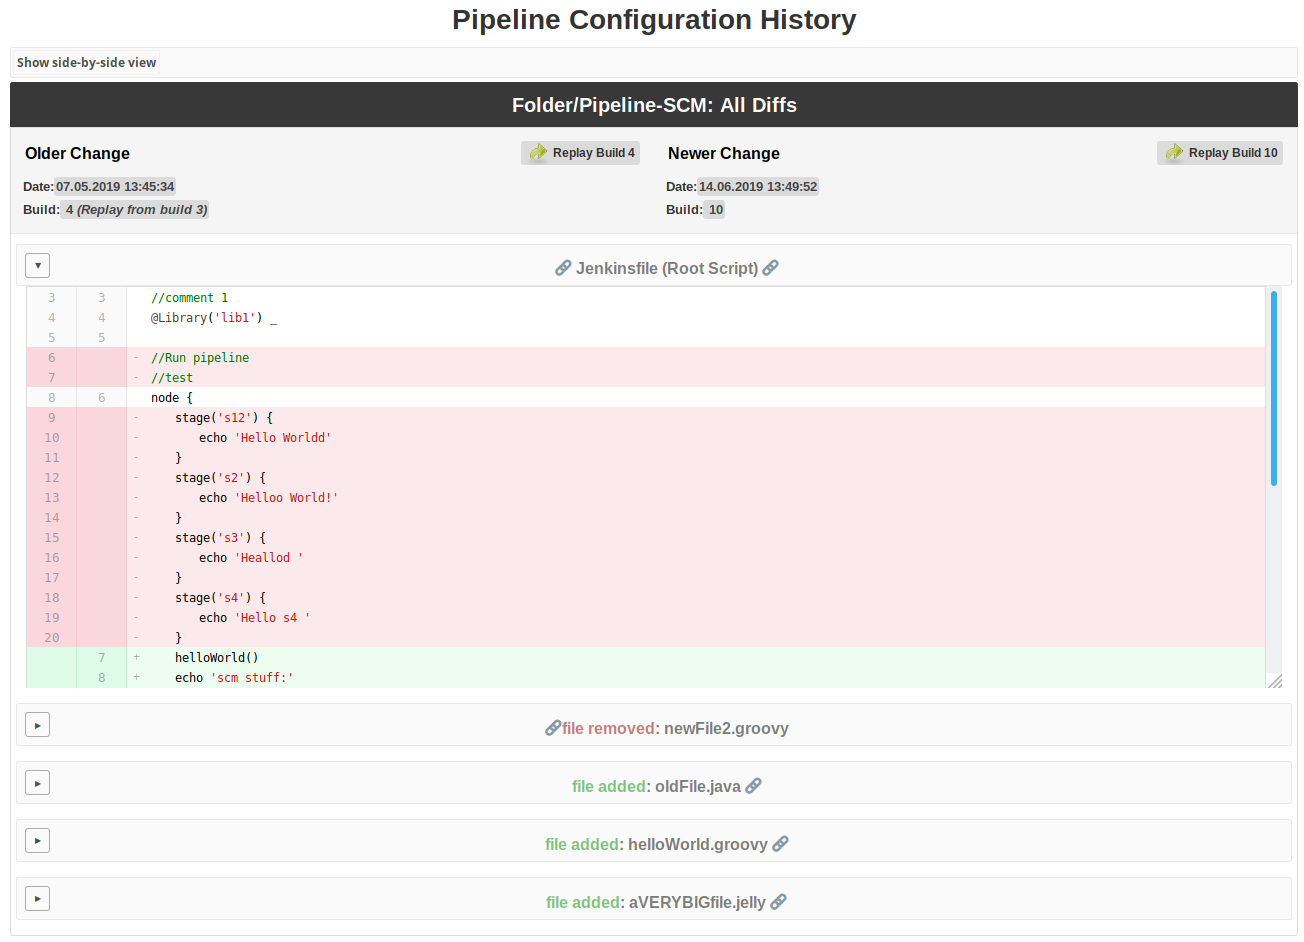 Pipeline Configuration History
Show side-by-side view
Folder/Pipeline-SCM: All Diffs
Older Change Replay Build 4 Newer Change Replay Build 10
Date: 07.05.2019 13:45:34 Date: 14.06.2019 13:49:52
Build: 4 (Replay from build 3) Build: 10
Jenkinsfile (Root Script)
3 3 //comment 1
4 4 @Library('lib1') _
5 5
6 - //Run pipeline
7 - //test
8 6 node {
9 - stage('s12') {
10 - echo 'Hello Worldd'
11 - }
12 - stage('s2') {
13 - echo 'Helloo World!'
14 - }
15 - stage('s3') {
16 - echo 'Heallod '
17 - }
18 - stage('s4') {
19 - echo 'Hello s4 '
20 - }
7 + helloWorld()
8 + echo 'scm stuff:'
file removed: newFile2.groovy
file added: oldFile.java
file added: helloWorld.groovy
file added: aVERYBIGfile.jelly